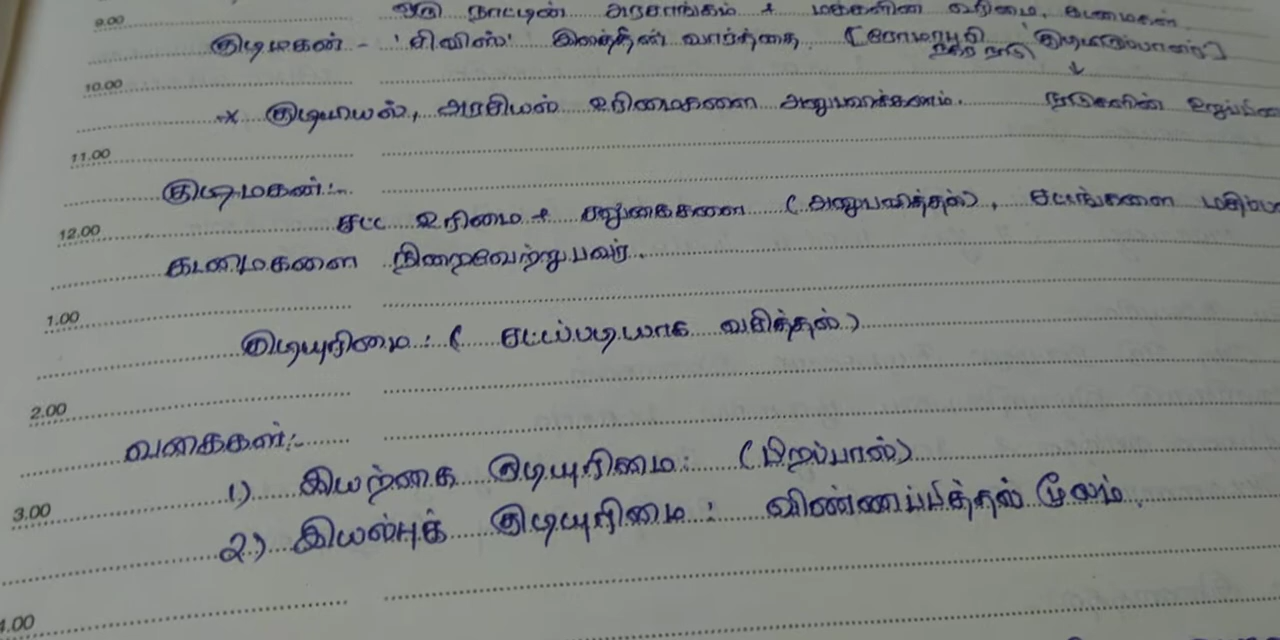 9.00 ஒரு நாட்டின் அரசாங்கம் + மக்களின் உரிமை, கடமைகள்
குடிமகன் - 'சிவிஸ்' இலத்தீன் வார்த்தை (ரோமாபுரி நகர நாடு குடியிருப்பாளர்)
10.00
* குடியியல், அரசியல் உரிமைகளை அனுபவிக்கலாம். நாடுகளின்
11.00
குடிமகன்:-
12.00 சட்ட உரிமை + சலுகைகளை (அனுபவித்தல்), சட்டங்களை
கடமைகளை நிறைவேற்றுபவர்.
1.00
குடியுரிமை : ( சட்டப்படியாக வசித்தல் )
2.00
வகைகள்:-
3.00 1) இயற்கை குடியுரிமை: (பிறப்பால்)
2) இயல்புக் குடியுரிமை : விண்ணப்பித்தல் மூலம்.
4.00